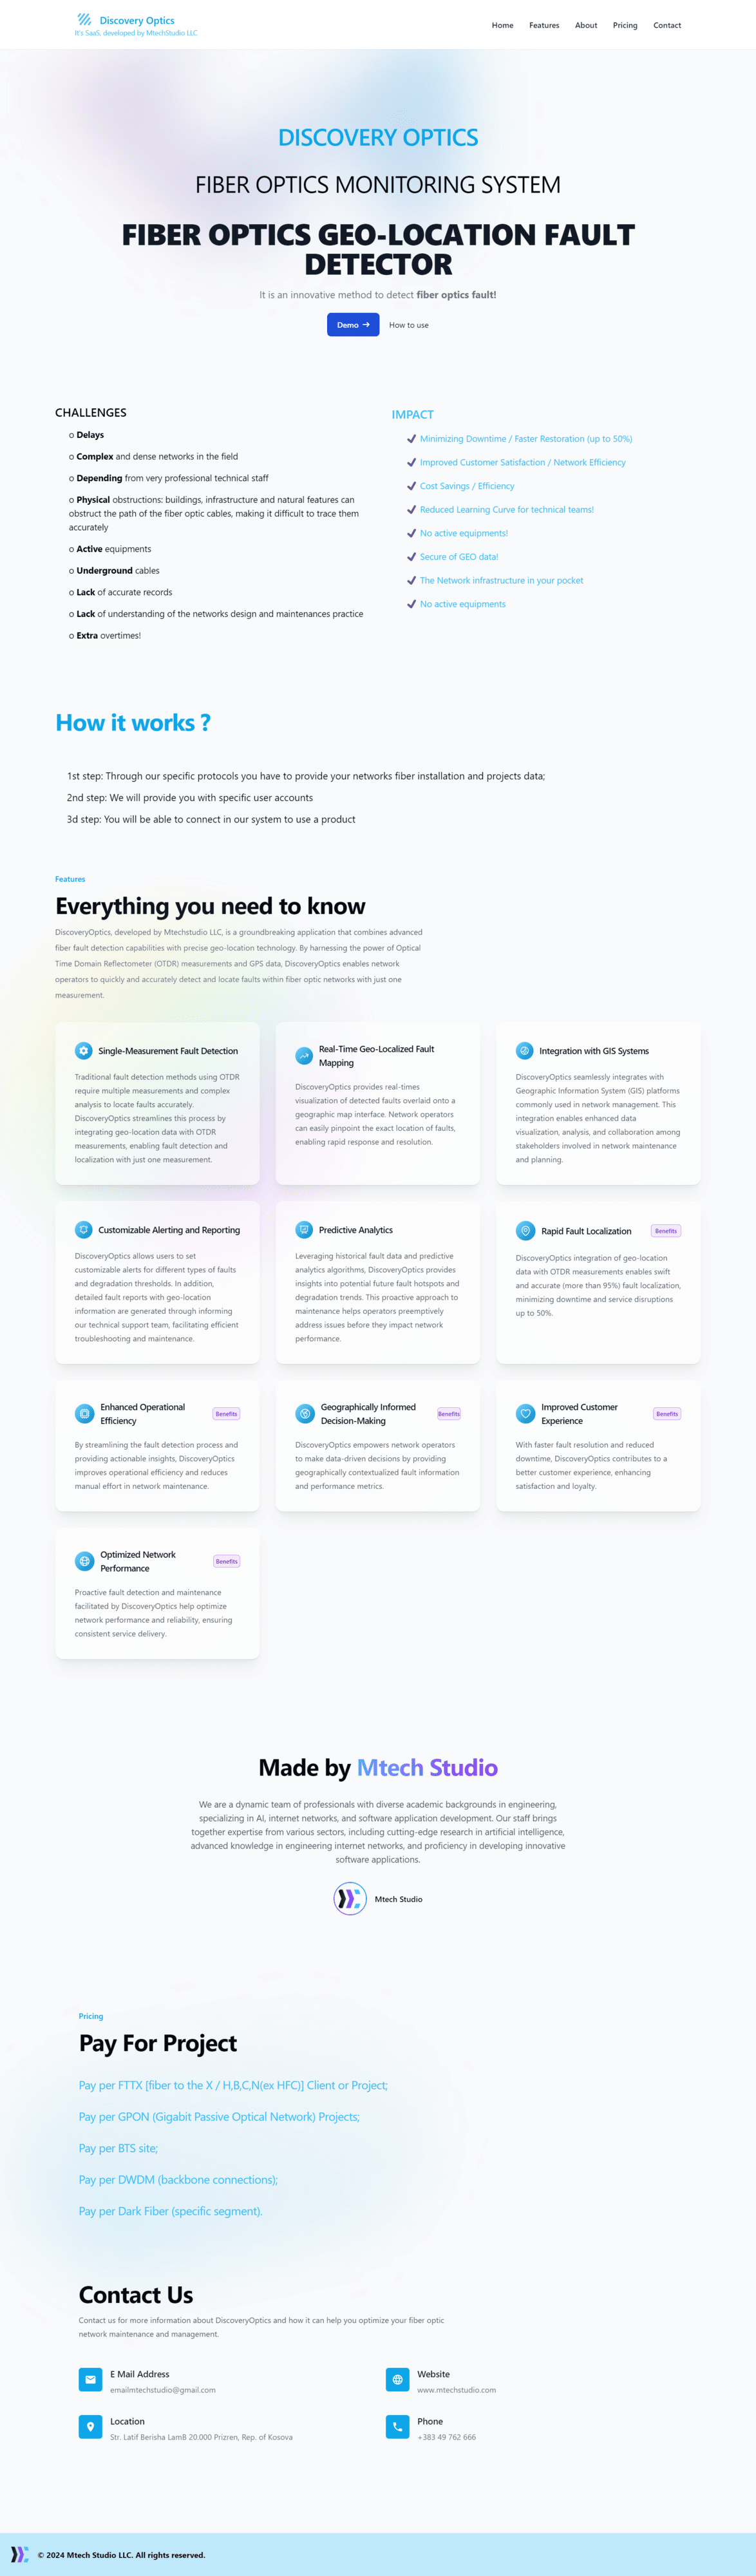 Discovery Optics
It's SaaS, developed by MtechStudio LLC
Home Features About Pricing Contact
DISCOVERY OPTICS
FIBER OPTICS MONITORING SYSTEM
FIBER OPTICS GEO-LOCATION FAULT
DETECTOR
It is an innovative method to detect fiber optics fault!
Demo → How to use
CHALLENGES
o Delays
o Complex and dense networks in the field
o Depending from very professional technical staff
o Physical obstructions: buildings, infrastructure and natural features can
obstruct the path of the fiber optic cables, making it difficult to trace them
accurately
o Active equipments
o Underground cables
o Lack of accurate records
o Lack of understanding of the networks design and maintenances practice
o Extra overtimes!
IMPACT
✔ Minimizing Downtime / Faster Restoration (up to 50%)
✔ Improved Customer Satisfaction / Network Efficiency
✔ Cost Savings / Efficiency
✔ Reduced Learning Curve for technical teams!
✔ No active equipments!
✔ Secure of GEO data!
✔ The Network infrastructure in your pocket
✔ No active equipments
How it works ?
1st step: Through our specific protocols you have to provide your networks fiber installation and projects data;
2nd step: We will provide you with specific user accounts
3d step: You will be able to connect in our system to use a product
Features
Everything you need to know
DiscoveryOptics, developed by Mtechstudio LLC, is a groundbreaking application that combines advanced
fiber fault detection capabilities with precise geo-location technology. By harnessing the power of Optical
Time Domain Reflectometer (OTDR) measurements and GPS data, DiscoveryOptics enables network
operators to quickly and accurately detect and locate faults within fiber optic networks with just one
measurement.
Single-Measurement Fault Detection
Traditional fault detection methods using OTDR
require multiple measurements and complex
analysis to locate faults accurately.
DiscoveryOptics streamlines this process by
integrating geo-location data with OTDR
measurements, enabling fault detection and
localization with just one measurement.
Real-Time Geo-Localized Fault
Mapping
DiscoveryOptics provides real-times
visualization of detected faults overlaid onto a
geographic map interface. Network operators
can easily pinpoint the exact location of faults,
enabling rapid response and resolution.
Integration with GIS Systems
DiscoveryOptics seamlessly integrates with
Geographic Information System (GIS) platforms
commonly used in network management. This
integration enables enhanced data
visualization, analysis, and collaboration among
stakeholders involved in network maintenance
and planning.
Customizable Alerting and Reporting
DiscoveryOptics allows users to set
customizable alerts for different types of faults
and degradation thresholds. In addition,
detailed fault reports with geo-location
information are generated through informing
our technical support team, facilitating efficient
troubleshooting and maintenance.
Predictive Analytics
Leveraging historical fault data and predictive
analytics algorithms, DiscoveryOptics provides
insights into potential future fault hotspots and
degradation trends. This proactive approach to
maintenance helps operators preemptively
address issues before they impact network
performance.
Rapid Fault Localization Benefits
DiscoveryOptics integration of geo-location
data with OTDR measurements enables swift
and accurate (more than 95%) fault localization,
minimizing downtime and service disruptions
up to 50%.
Enhanced Operational
Efficiency
Benefits
By streamlining the fault detection process and
providing actionable insights, DiscoveryOptics
improves operational efficiency and reduces
manual effort in network maintenance.
Geographically Informed
Decision-Making
Benefits
DiscoveryOptics empowers network operators
to make data-driven decisions by providing
geographically contextualized fault information
and performance metrics.
Improved Customer
Experience
Benefits
With faster fault resolution and reduced
downtime, DiscoveryOptics contributes to a
better customer experience, enhancing
satisfaction and loyalty.
Optimized Network
Performance
Benefits
Proactive fault detection and maintenance
facilitated by DiscoveryOptics help optimize
network performance and reliability, ensuring
consistent service delivery.
Made by Mtech Studio
We are a dynamic team of professionals with diverse academic backgrounds in engineering,
specializing in AI, internet networks, and software application development. Our staff brings
together expertise from various sectors, including cutting-edge research in artificial intelligence,
advanced knowledge in engineering internet networks, and proficiency in developing innovative
software applications.
Mtech Studio
Pricing
Pay For Project
Pay per FTTX [fiber to the X / H,B,C,N(ex HFC)] Client or Project;
Pay per GPON (Gigabit Passive Optical Network) Projects;
Pay per BTS site;
Pay per DWDM (backbone connections);
Pay per Dark Fiber (specific segment).
Contact Us
Contact us for more information about DiscoveryOptics and how it can help you optimize your fiber optic
network maintenance and management.
E Mail Address
emailmtechstudio@gmail.com
Website
www.mtechstudio.com
Location
Str. Latif Berisha LamB 20.000 Prizren, Rep. of Kosova
Phone
+383 49 762 666
© 2024 Mtech Studio LLC. All rights reserved.